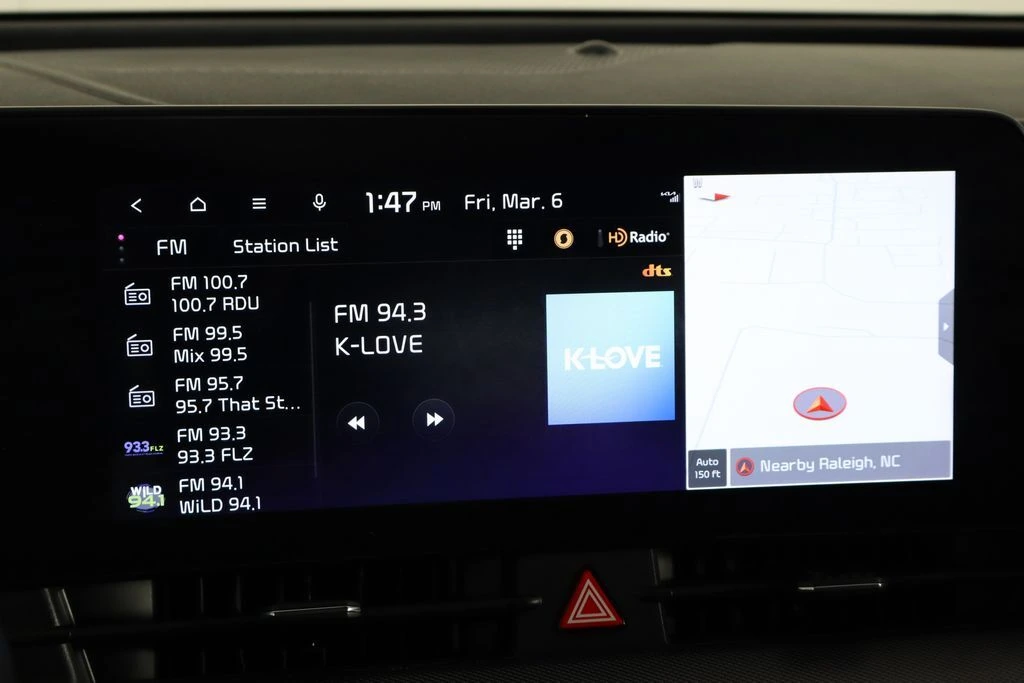 1:47 PM Fri, Mar. 6
FM Station List
HD Radio
dts
FM 100.7
100.7 RDU
FM 99.5
Mix 99.5
FM 95.7
95.7 That St...
93.3 FLZ
FM 93.3
93.3 FLZ
WiLD
94.1
FM 94.1
WiLD 94.1
FM 94.3
K-LOVE
K-LOVE
Auto
150 ft
Nearby Raleigh, NC